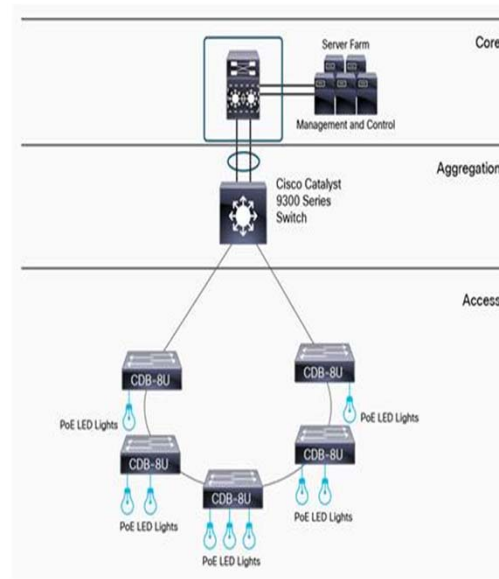 Core
Server Farm
Management and Control
Aggregation
Cisco Catalyst
9300 Series
Switch
Access
CDB-8U
CDB-8U
PoE LED Lights
PoE LED Lights
CDB-8U
CDB-8U
CDB-8U
PoE LED Lights
PoE LED Lights
PoE LED Lights